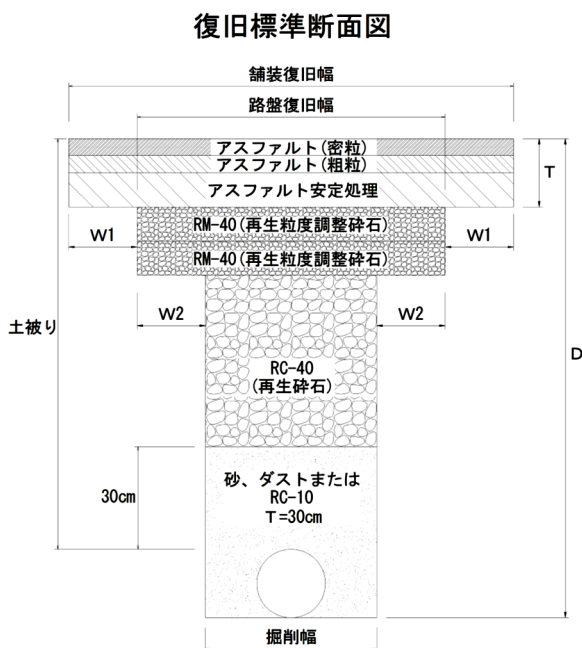 復旧標準断面図
舗装復旧幅
路盤復旧幅
アスファルト(密粒)
アスファルト(粗粒)
アスファルト安定処理
T
RM-40(再生粒度調整砕石)
W1
W1
RM-40(再生粒度調整砕石)
W2
W2
土被り
D
RC-40
(再生砕石)
30cm
砂、ダストまたは
RC-10
T=30cm
掘削幅